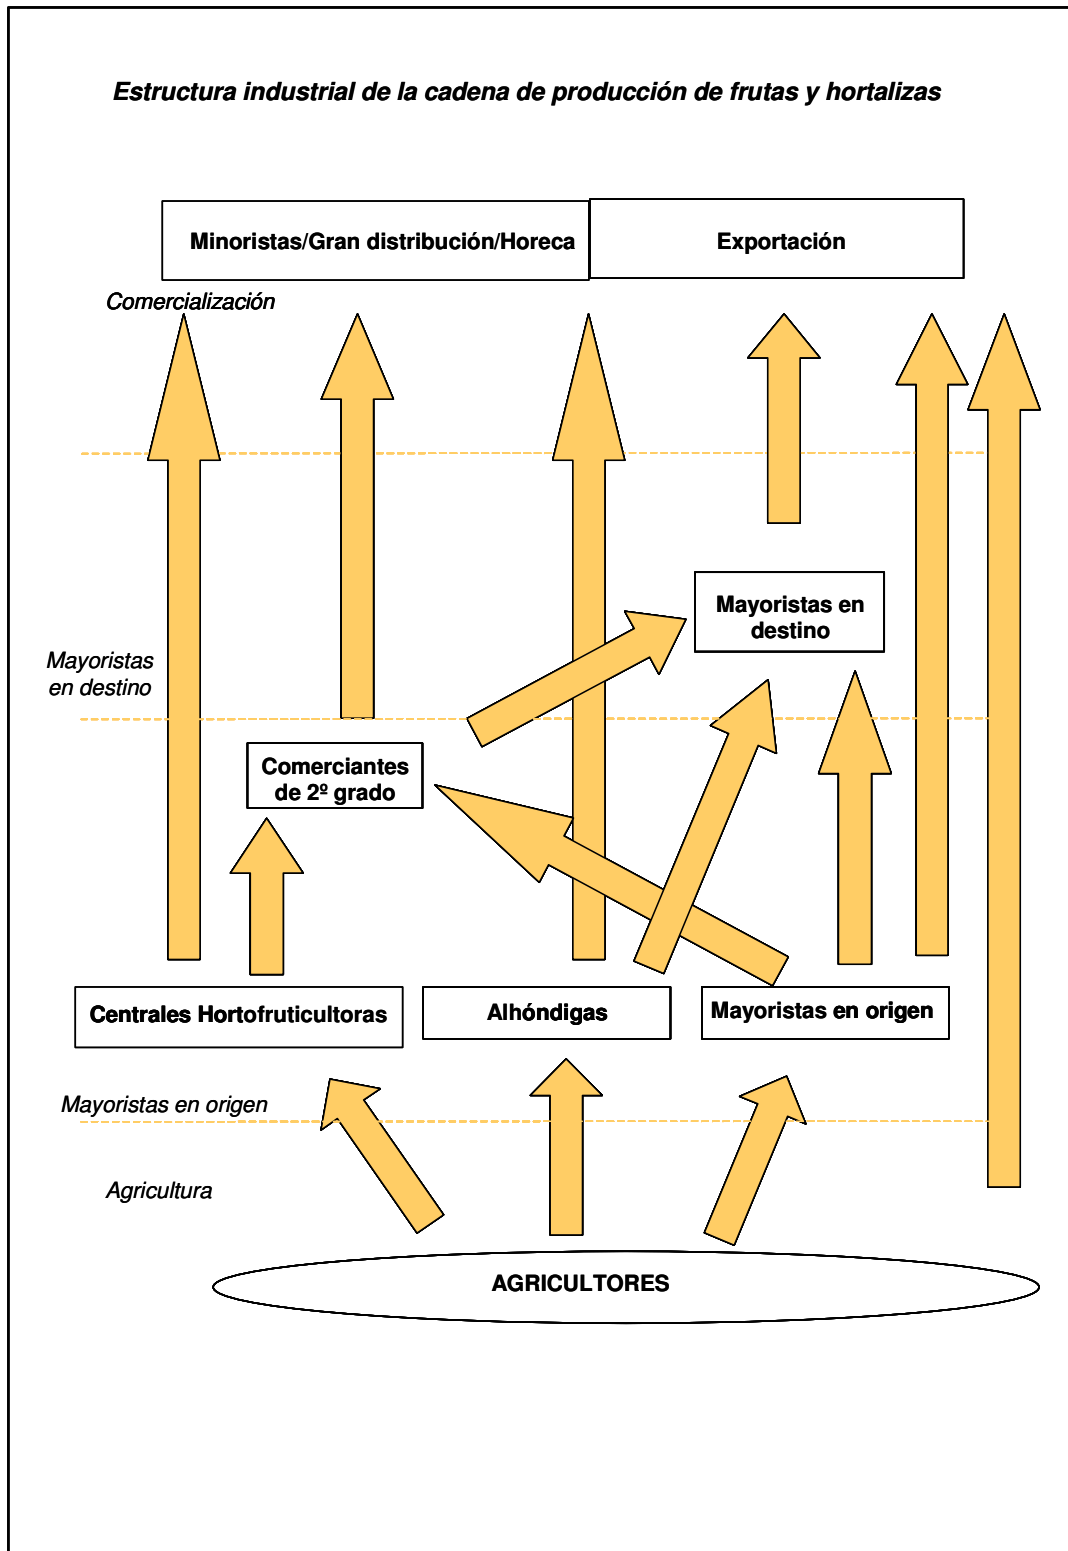 Estructura industrial de la cadena de producción de frutas y hortalizas
Minoristas/Gran distribución/Horeca
Exportación
Comercialización
Mayoristas en
destino
Mayoristas
en destino
Comerciantes
de 2º grado
Centrales Hortofruticultoras
Alhóndigas
Mayoristas en origen
Mayoristas en origen
Agricultura
AGRICULTORES